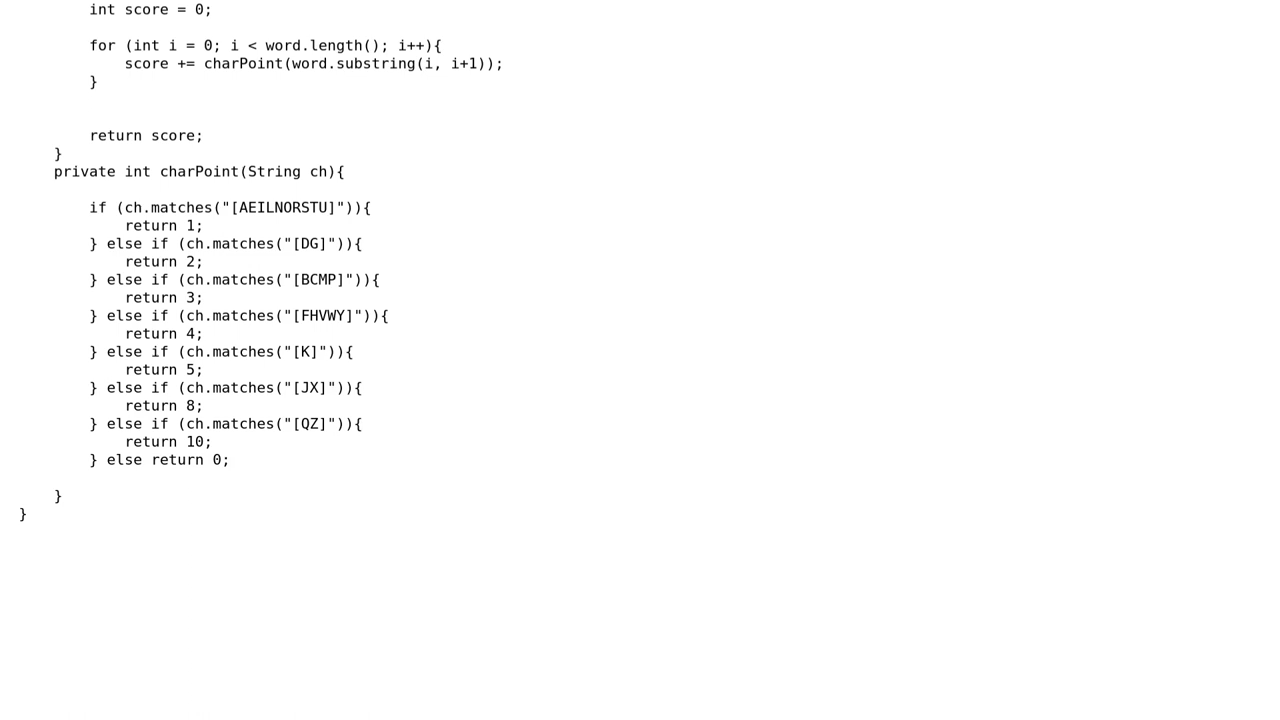 int score = 0;

        for (int i = 0; i < word.length(); i++){
            score += charPoint(word.substring(i, i+1));
        }


        return score;
    }
    private int charPoint(String ch){

        if (ch.matches("[AEILNORSTU]")){
            return 1;
        } else if (ch.matches("[DG]")){
            return 2;
        } else if (ch.matches("[BCMP]")){
            return 3;
        } else if (ch.matches("[FHVWY]")){
            return 4;
        } else if (ch.matches("[K]")){
            return 5;
        } else if (ch.matches("[JX]")){
            return 8;
        } else if (ch.matches("[QZ]")){
            return 10;
        } else return 0;

    }
}